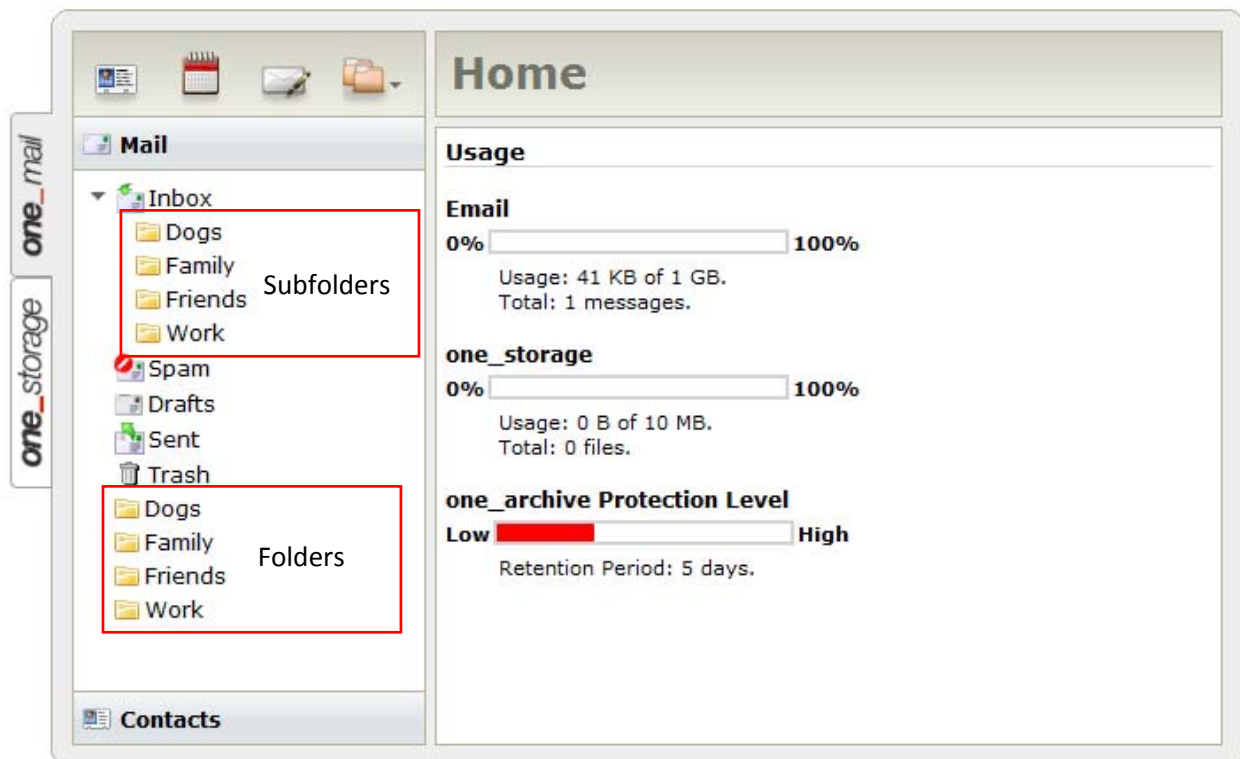 one_mail
one_storage
Mail
Inbox
Dogs
Family
Friends
Work
Subfolders
Spam
Drafts
Sent
Trash
Dogs
Family
Friends
Work
Folders
Contacts
Home
Usage
Email
0% 100%
Usage: 41 KB of 1 GB.
Total: 1 messages.
one_storage
0% 100%
Usage: 0 B of 10 MB.
Total: 0 files.
one_archive Protection Level
Low High
Retention Period: 5 days.